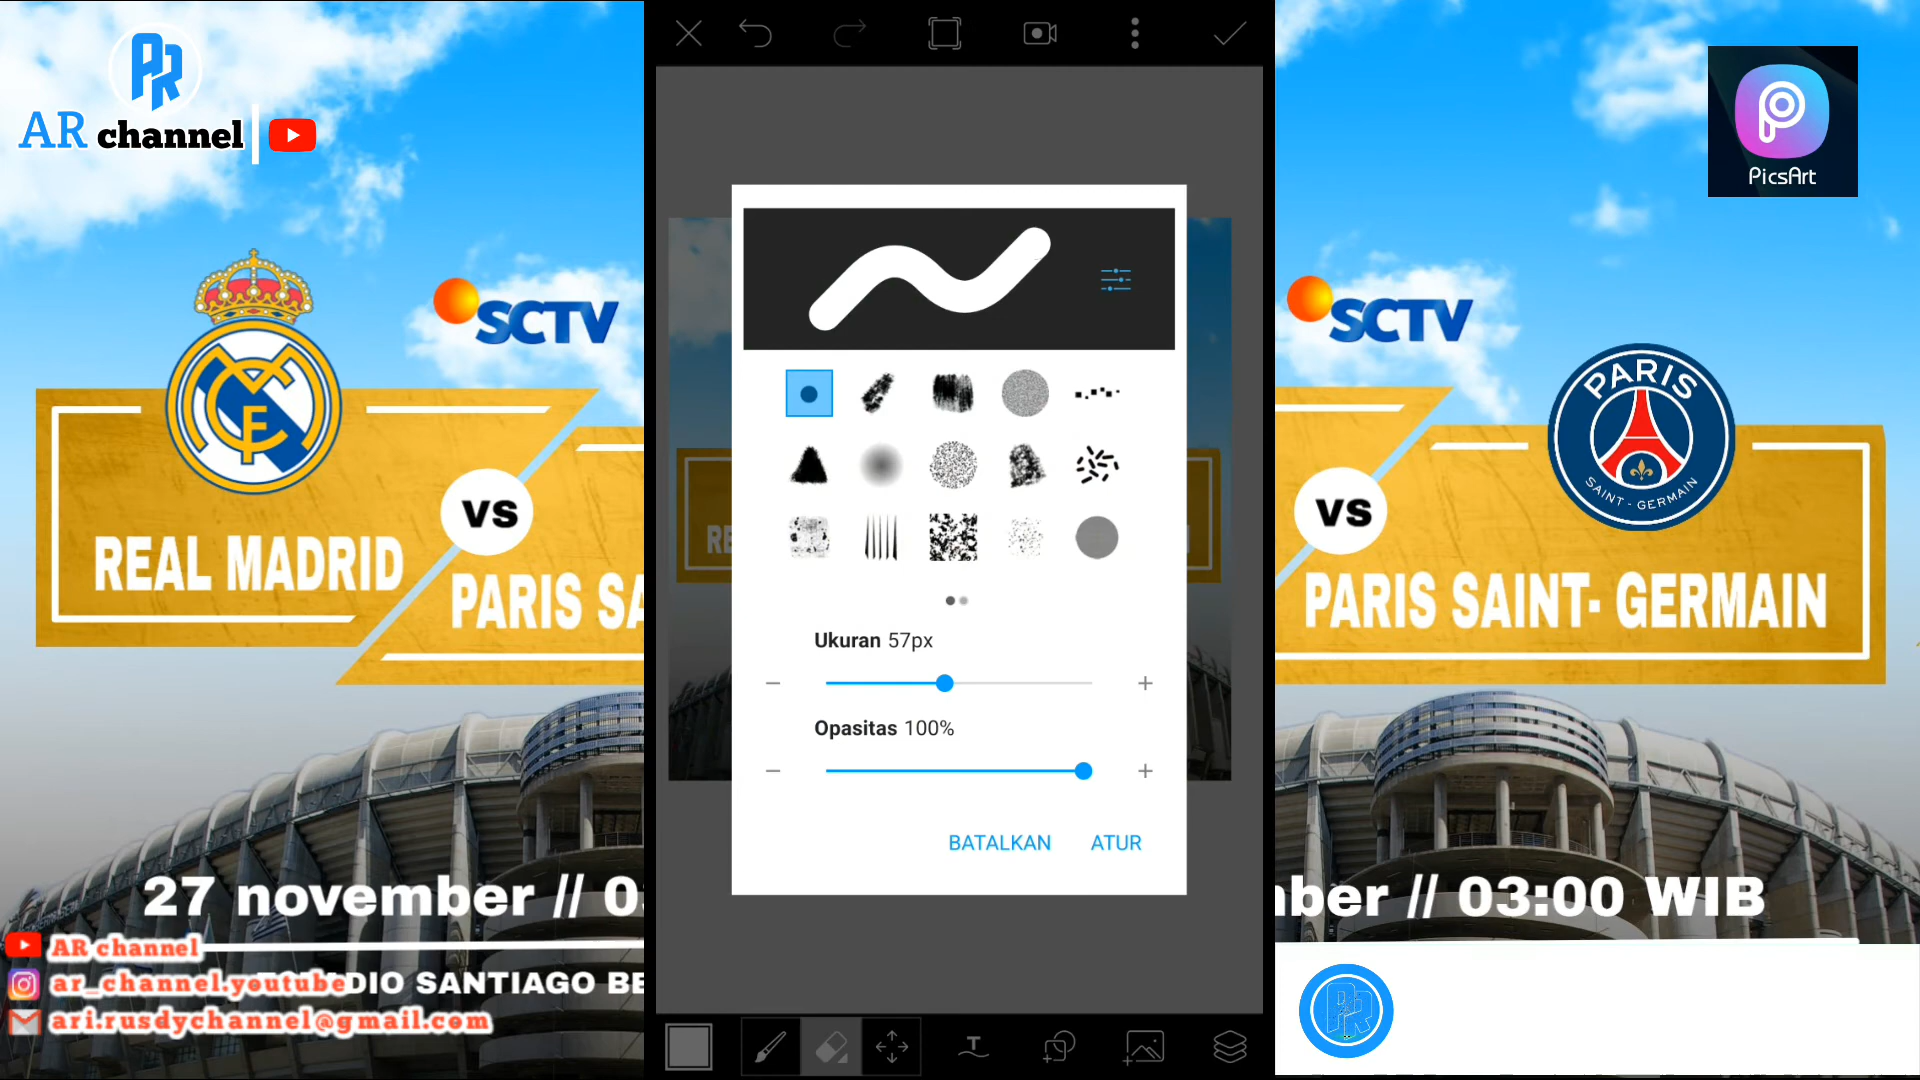 AR channel
PicsArt
SCTV
SCTV
PARIS
SAINT - GERMAIN
VS
VS
REAL MADRID
PARIS SA
PARIS SAINT- GERMAIN
Ukuran 57px
Opasitas 100%
BATALKAN ATUR
27 november // 03
mber // 03:00 WIB
AR channel
ar_channel.youtube
DIO SANTIAGO BE
ari.rusdychannel@gmail.com